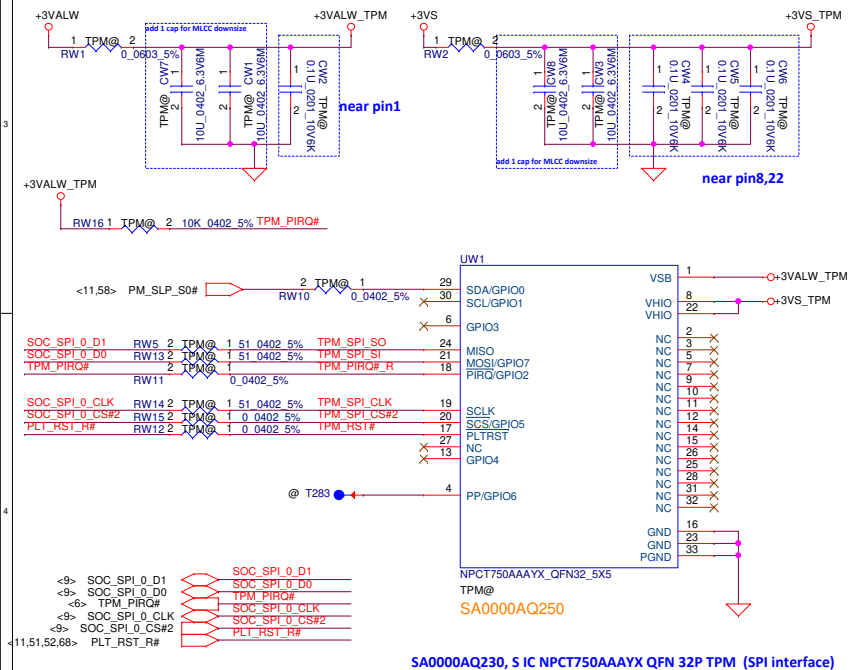 +3VALW
+3VALW_TPM
+3VS
+3VS_TPM
add 1 cap for MLCC downsize
1 TPM@ 2
RW1 0_0603_5%
1 TPM@ 2
RW2 0_0603_5%
1 2 CW7 TPM@ 10U_0402_6.3V6M
1 2 CW1 TPM@ 10U_0402_6.3V6M
1 2 CW2 TPM@ 0.1U_0201_10V6K
near pin1
1 2 CW8 TPM@ 10U_0402_6.3V6M
1 2 CW3 TPM@ 10U_0402_6.3V6M
1 2 CW4 TPM@ 0.1U_0201_10V6K
1 2 CW5 TPM@ 0.1U_0201_10V6K
1 2 CW6 TPM@ 0.1U_0201_10V6K
add 1 cap for MLCC downsize
near pin8,22
3
+3VALW_TPM
RW16 1 TPM@ 2 10K_0402_5% TPM_PIRQ#
UW1
<11,58> PM_SLP_S0# 2 TPM@ 1 29 SDA/GPIO0
RW10 0_0402_5% 30 SCL/GPIO1
6 GPIO3
SOC_SPI_0_D1 RW5 2 TPM@ 1 51_0402_5% TPM_SPI_SO 24 MISO
SOC_SPI_0_D0 RW13 2 TPM@ 1 51_0402_5% TPM_SPI_SI 21 MOSI/GPIO7
TPM_PIRQ# 2 TPM@ 1 TPM_PIRQ#_R 18 PIRQ/GPIO2
RW11 0_0402_5%
SOC_SPI_0_CLK RW14 2 TPM@ 1 51_0402_5% TPM_SPI_CLK 19 SCLK
SOC_SPI_0_CS#2 RW15 2 TPM@ 1 0_0402_5% TPM_SPI_CS#2 20 SCS/GPIO5
PLT_RST_R# RW12 2 TPM@ 1 0_0402_5% TPM_RST# 17 PLTRST
27 NC
13 GPIO4
@ T283 4 PP/GPIO6
VSB 1 +3VALW_TPM
VHIO 8 +3VS_TPM
VHIO 22
NC 2
NC 3
NC 5
NC 7
NC 9
NC 10
NC 11
NC 12
NC 14
NC 15
NC 26
NC 25
NC 28
NC 31
NC 32
GND 16
GND 23
PGND 33
4
NPCT750AAAYX_QFN32_5X5
TPM@
SA0000AQ250
<9> SOC_SPI_0_D1 SOC_SPI_0_D1
<9> SOC_SPI_0_D0 SOC_SPI_0_D0
<6> TPM_PIRQ# TPM_PIRQ#
<9> SOC_SPI_0_CLK SOC_SPI_0_CLK
<9> SOC_SPI_0_CS#2 SOC_SPI_0_CS#2
<11,51,52,68> PLT_RST_R# PLT_RST_R#
SA0000AQ230, S IC NPCT750AAAYX QFN 32P TPM (SPI interface)